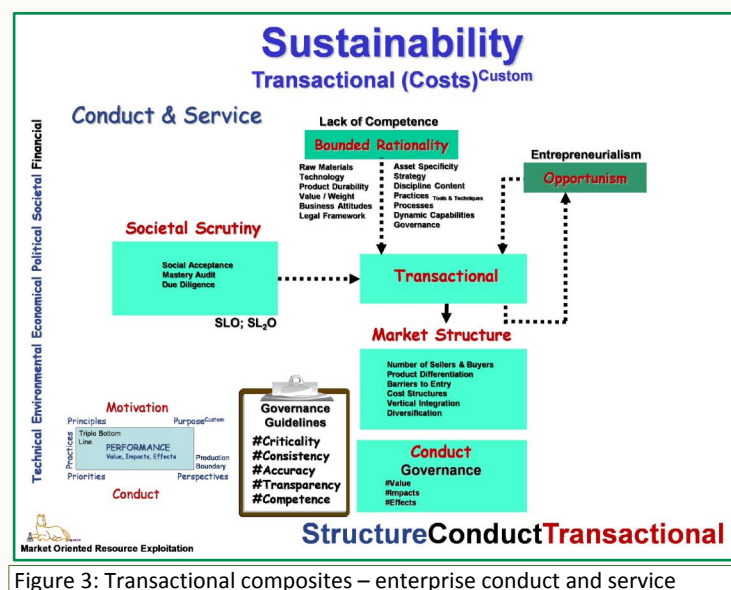 Sustainability
Transactional (Costs)Custom
Conduct & Service
Technical Environmental Economical Political Societal Financial
Lack of Competence
Bounded Rationality
Raw Materials
Technology
Product Durability
Value / Weight
Business Attitudes
Legal Framework
Asset Specificity
Strategy
Discipline Content
Practices Tools & Techniques
Processes
Dynamic Capabilities
Governance
Entrepreneurialism
Opportunism
Societal Scrutiny
Social Acceptance
Mastery Audit
Due Diligence
SLO; SL2O
Transactional
Market Structure
Number of Sellers & Buyers
Product Differentiation
Barriers to Entry
Cost Structures
Vertical Integration
Diversification
Motivation
Principles
PurposeCustom
Practices
Triple Bottom
Line
PERFORMANCE
Value, Impacts, Effects
Production
Boundary
Priorities
Perspectives
Conduct
Governance
Guidelines
#Criticality
#Consistency
#Accuracy
#Transparency
#Competence
Conduct
Governance
#Value
#Impacts
#Effects
Market Oriented Resource Exploitation
StructureConductTransactional
Figure 3: Transactional composites – enterprise conduct and service